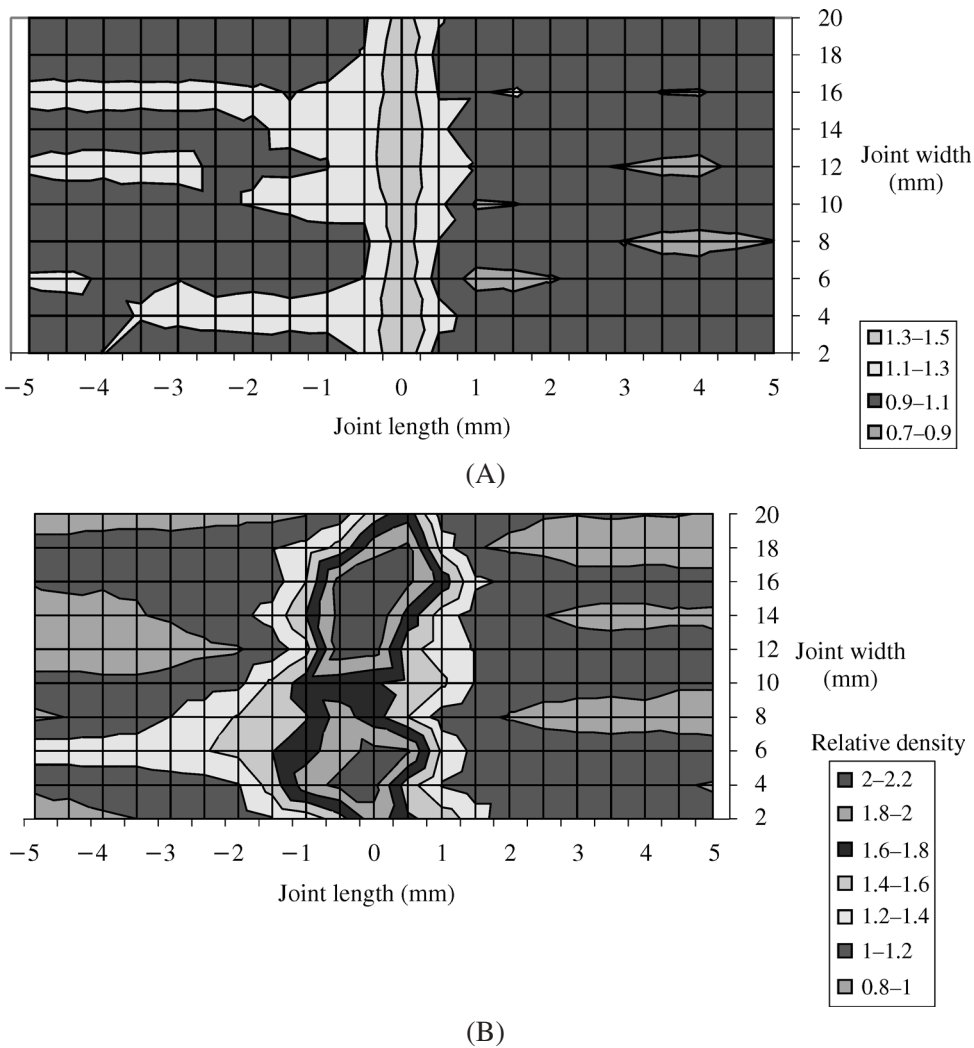 20
18
16
14
12
10
8
6
4
2
Joint width
(mm)
1.3–1.5
1.1–1.3
0.9–1.1
0.7–0.9
−5 −4 −3 −2 −1 0 1 2 3 4 5
Joint length (mm)
(A)
20
18
16
14
12
10
8
6
4
2
Joint width
(mm)
Relative density
2–2.2
1.8–2
1.6–1.8
1.4–1.6
1.2–1.4
1–1.2
0.8–1
−5 −4 −3 −2 −1 0 1 2 3 4 5
Joint length (mm)
(B)